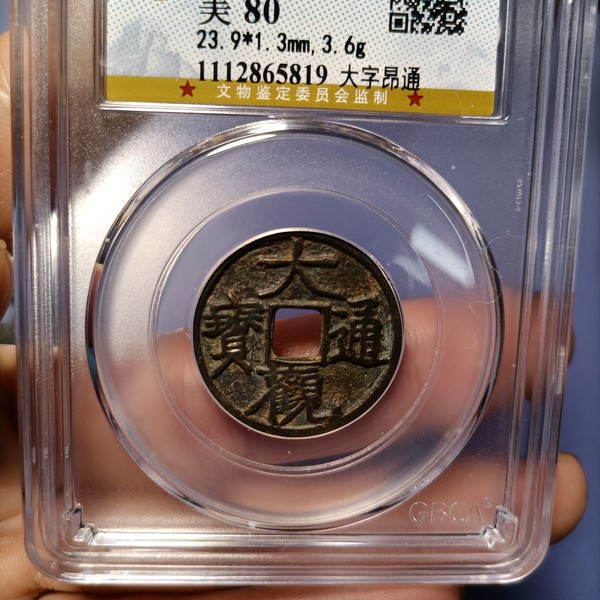 美 80
23.9*1.3mm,3.6g
1112865819 大字昂通
文物鉴定委员会监制
大
寶 通
觀
GBCA